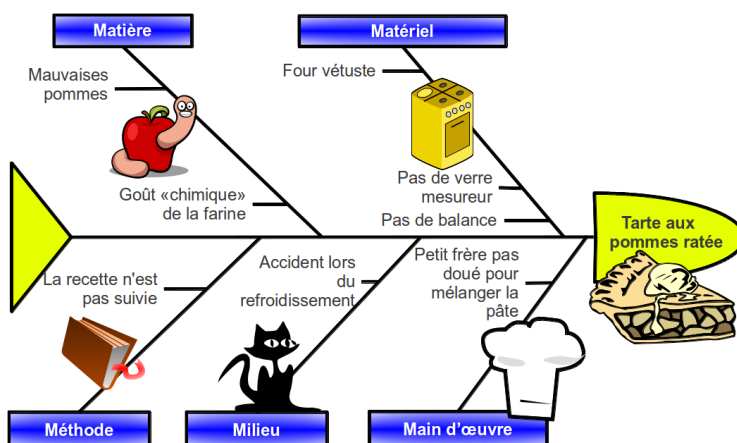 Matière
Matériel
Mauvaises
pommes
Four vétuste
Goût «chimique»
de la farine
Pas de verre
mesureur
Pas de balance
Tarte aux
pommes ratée
La recette n'est
pas suivie
Accident lors
du
refroidissement
Petit frère pas
doué pour
mélanger la
pâte
Méthode
Milieu
Main d'œuvre